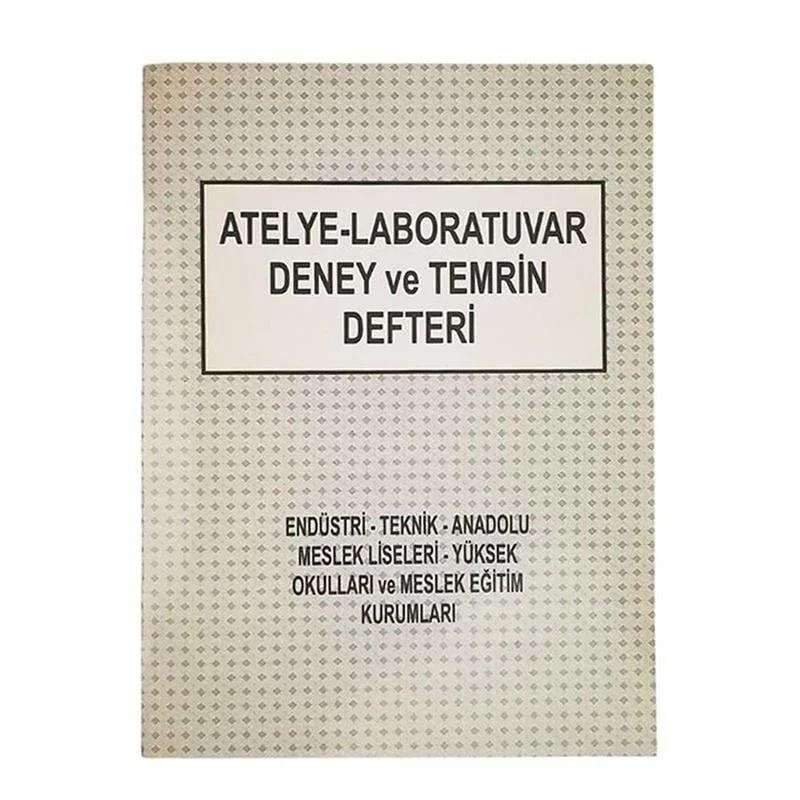 ATELYE-LABORATUVAR
DENEY ve TEMRİN
DEFTERİ
ENDÜSTRİ - TEKNİK - ANADOLU
MESLEK LİSELERİ - YÜKSEK
OKULLARI ve MESLEK EĞİTİM
KURUMLARI